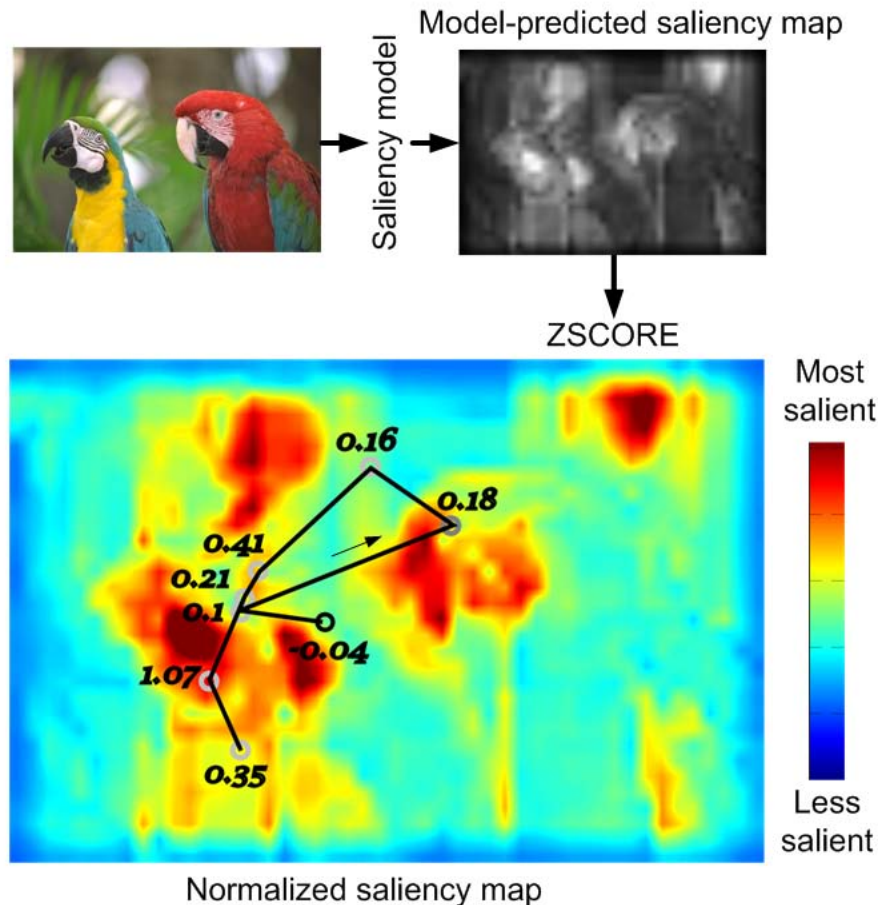 Model-predicted saliency map
Saliency model
ZSCORE
Most
salient
0.16
0.18
0.41
0.21
0.1
-0.04
1.07
0.35
Less
salient
Normalized saliency map